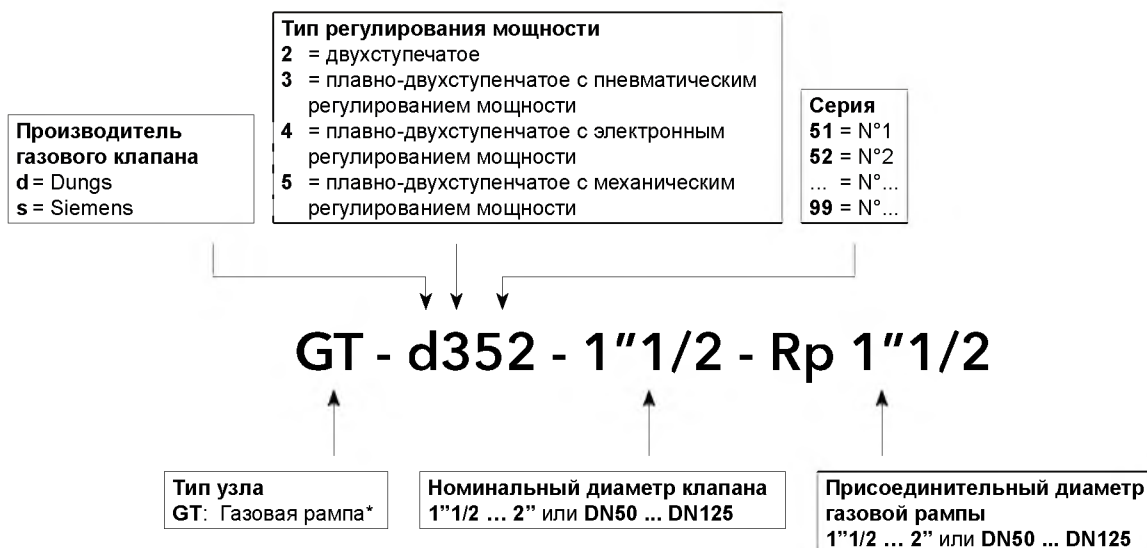 Тип регулирования мощности
2 = двухступечатое
3 = плавно-двухступенчатое с пневматическим
регулированием мощности
4 = плавно-двухступенчатое с электронным
регулированием мощности
5 = плавно-двухступенчатое с механическим
регулированием мощности
Производитель
газового клапана
d = Dungs
s = Siemens
Серия
51 = N°1
52 = N°2
... = N°...
99 = N°...
GT - d352 - 1"1/2 - Rp 1"1/2
Тип узла
GT: Газовая рампа*
Номинальный диаметр клапана
1"1/2 ... 2" или DN50 ... DN125
Присоединительный диаметр
газовой рампы
1"1/2 ... 2" или DN50 ... DN125